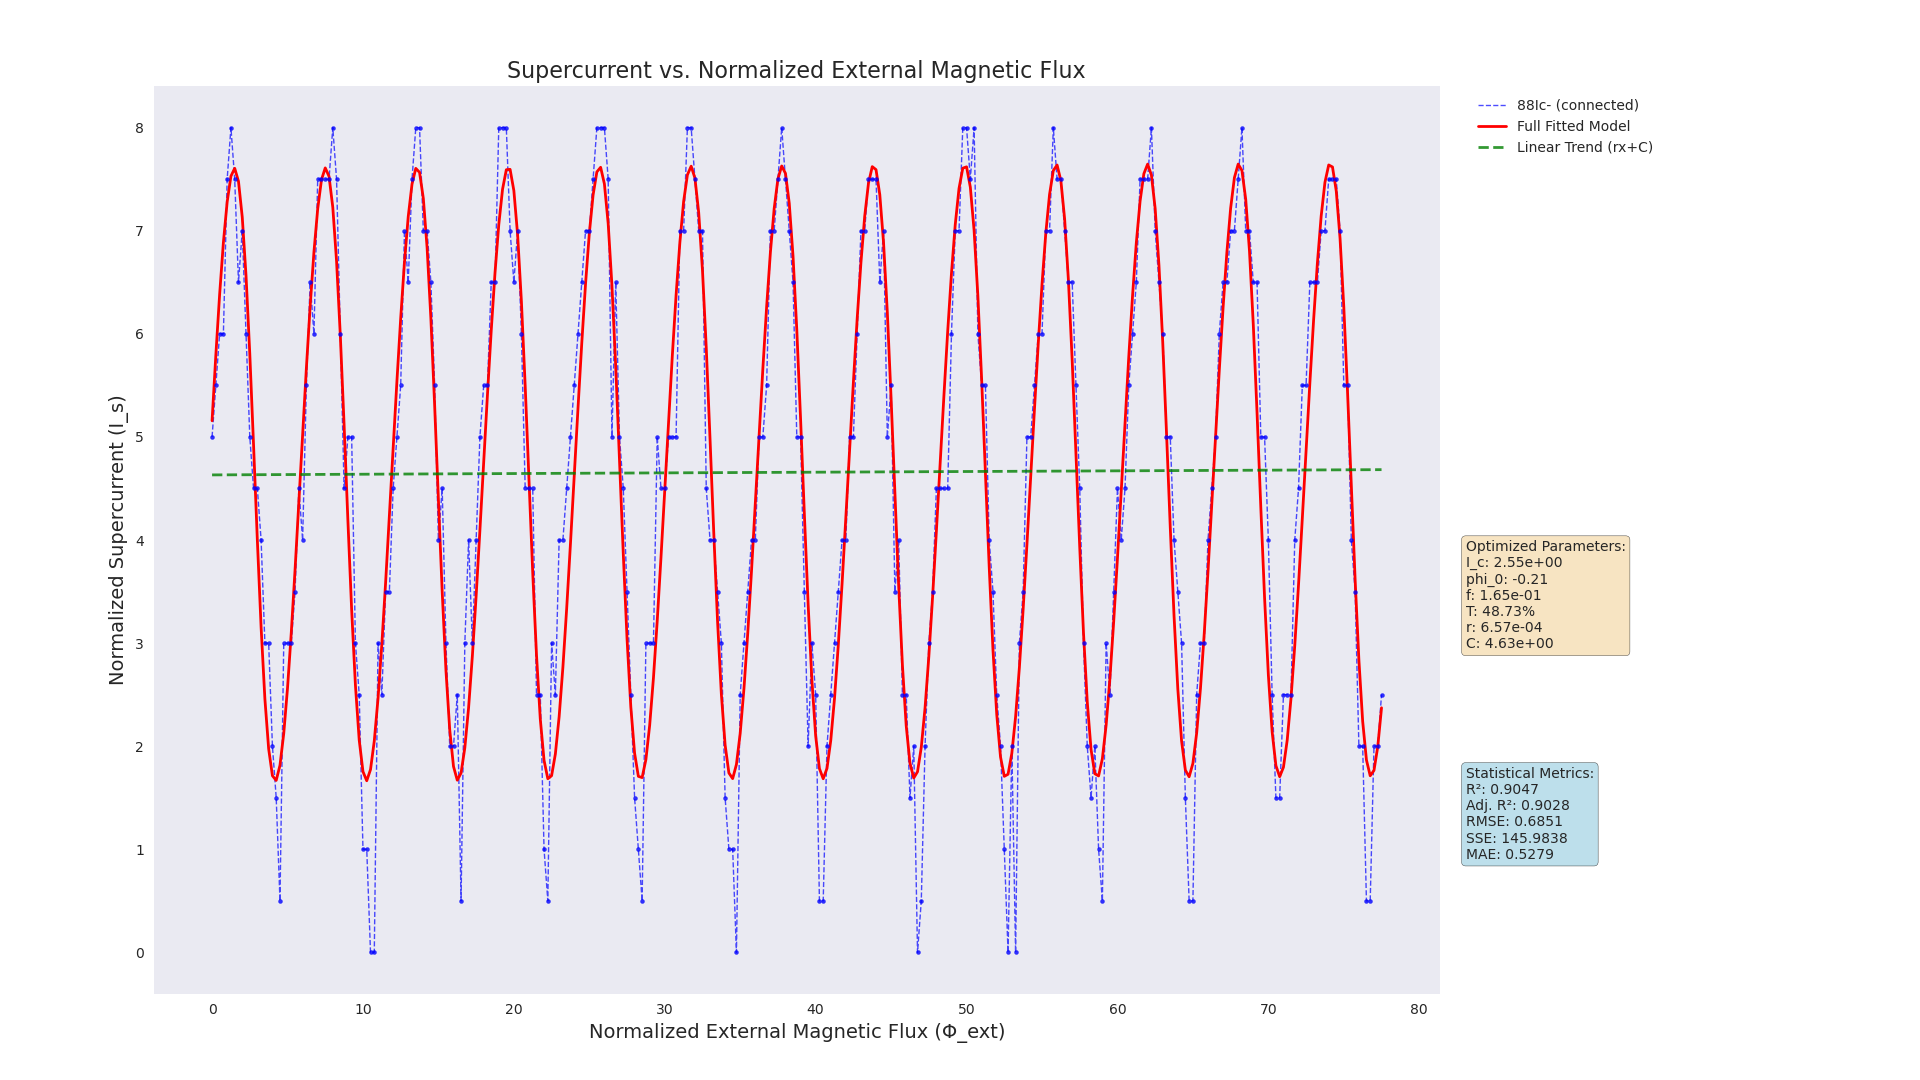 Supercurrent vs. Normalized External Magnetic Flux
88Ic- (connected)
Full Fitted Model
Linear Trend (rx+C)
Normalized Supercurrent (I_s)
8
7
6
5
4
3
2
1
0
0 10 20 30 40 50 60 70 80
Normalized External Magnetic Flux (Φ_ext)
Optimized Parameters:
I_c: 2.55e+00
phi_0: -0.21
f: 1.65e-01
T: 48.73%
r: 6.57e-04
C: 4.63e+00
Statistical Metrics:
R²: 0.9047
Adj. R²: 0.9028
RMSE: 0.6851
SSE: 145.9838
MAE: 0.5279